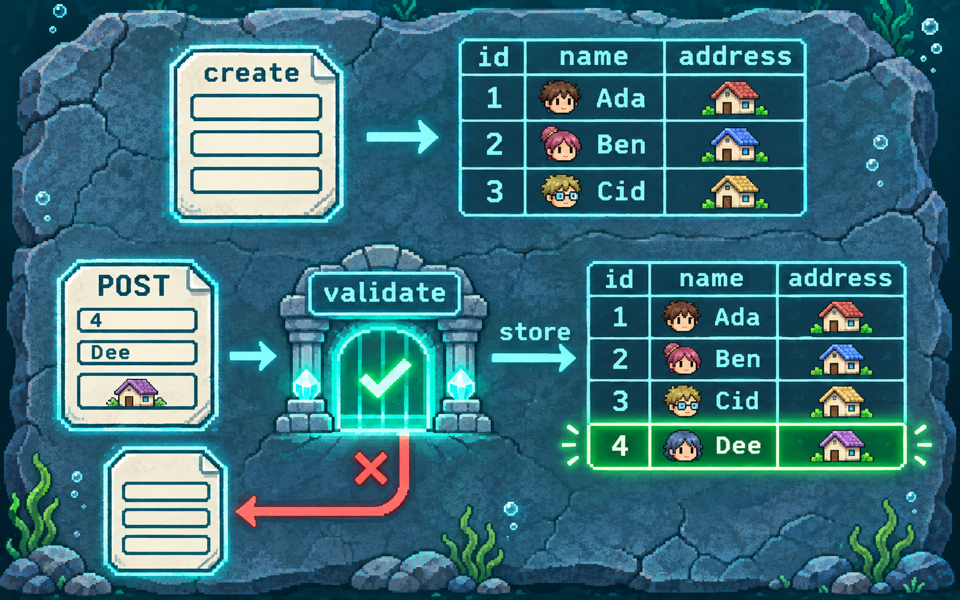 create
id name address
1 Ada
2 Ben
3 Cid
POST
4
Dee
validate
store
id name address
1 Ada
2 Ben
3 Cid
4 Dee